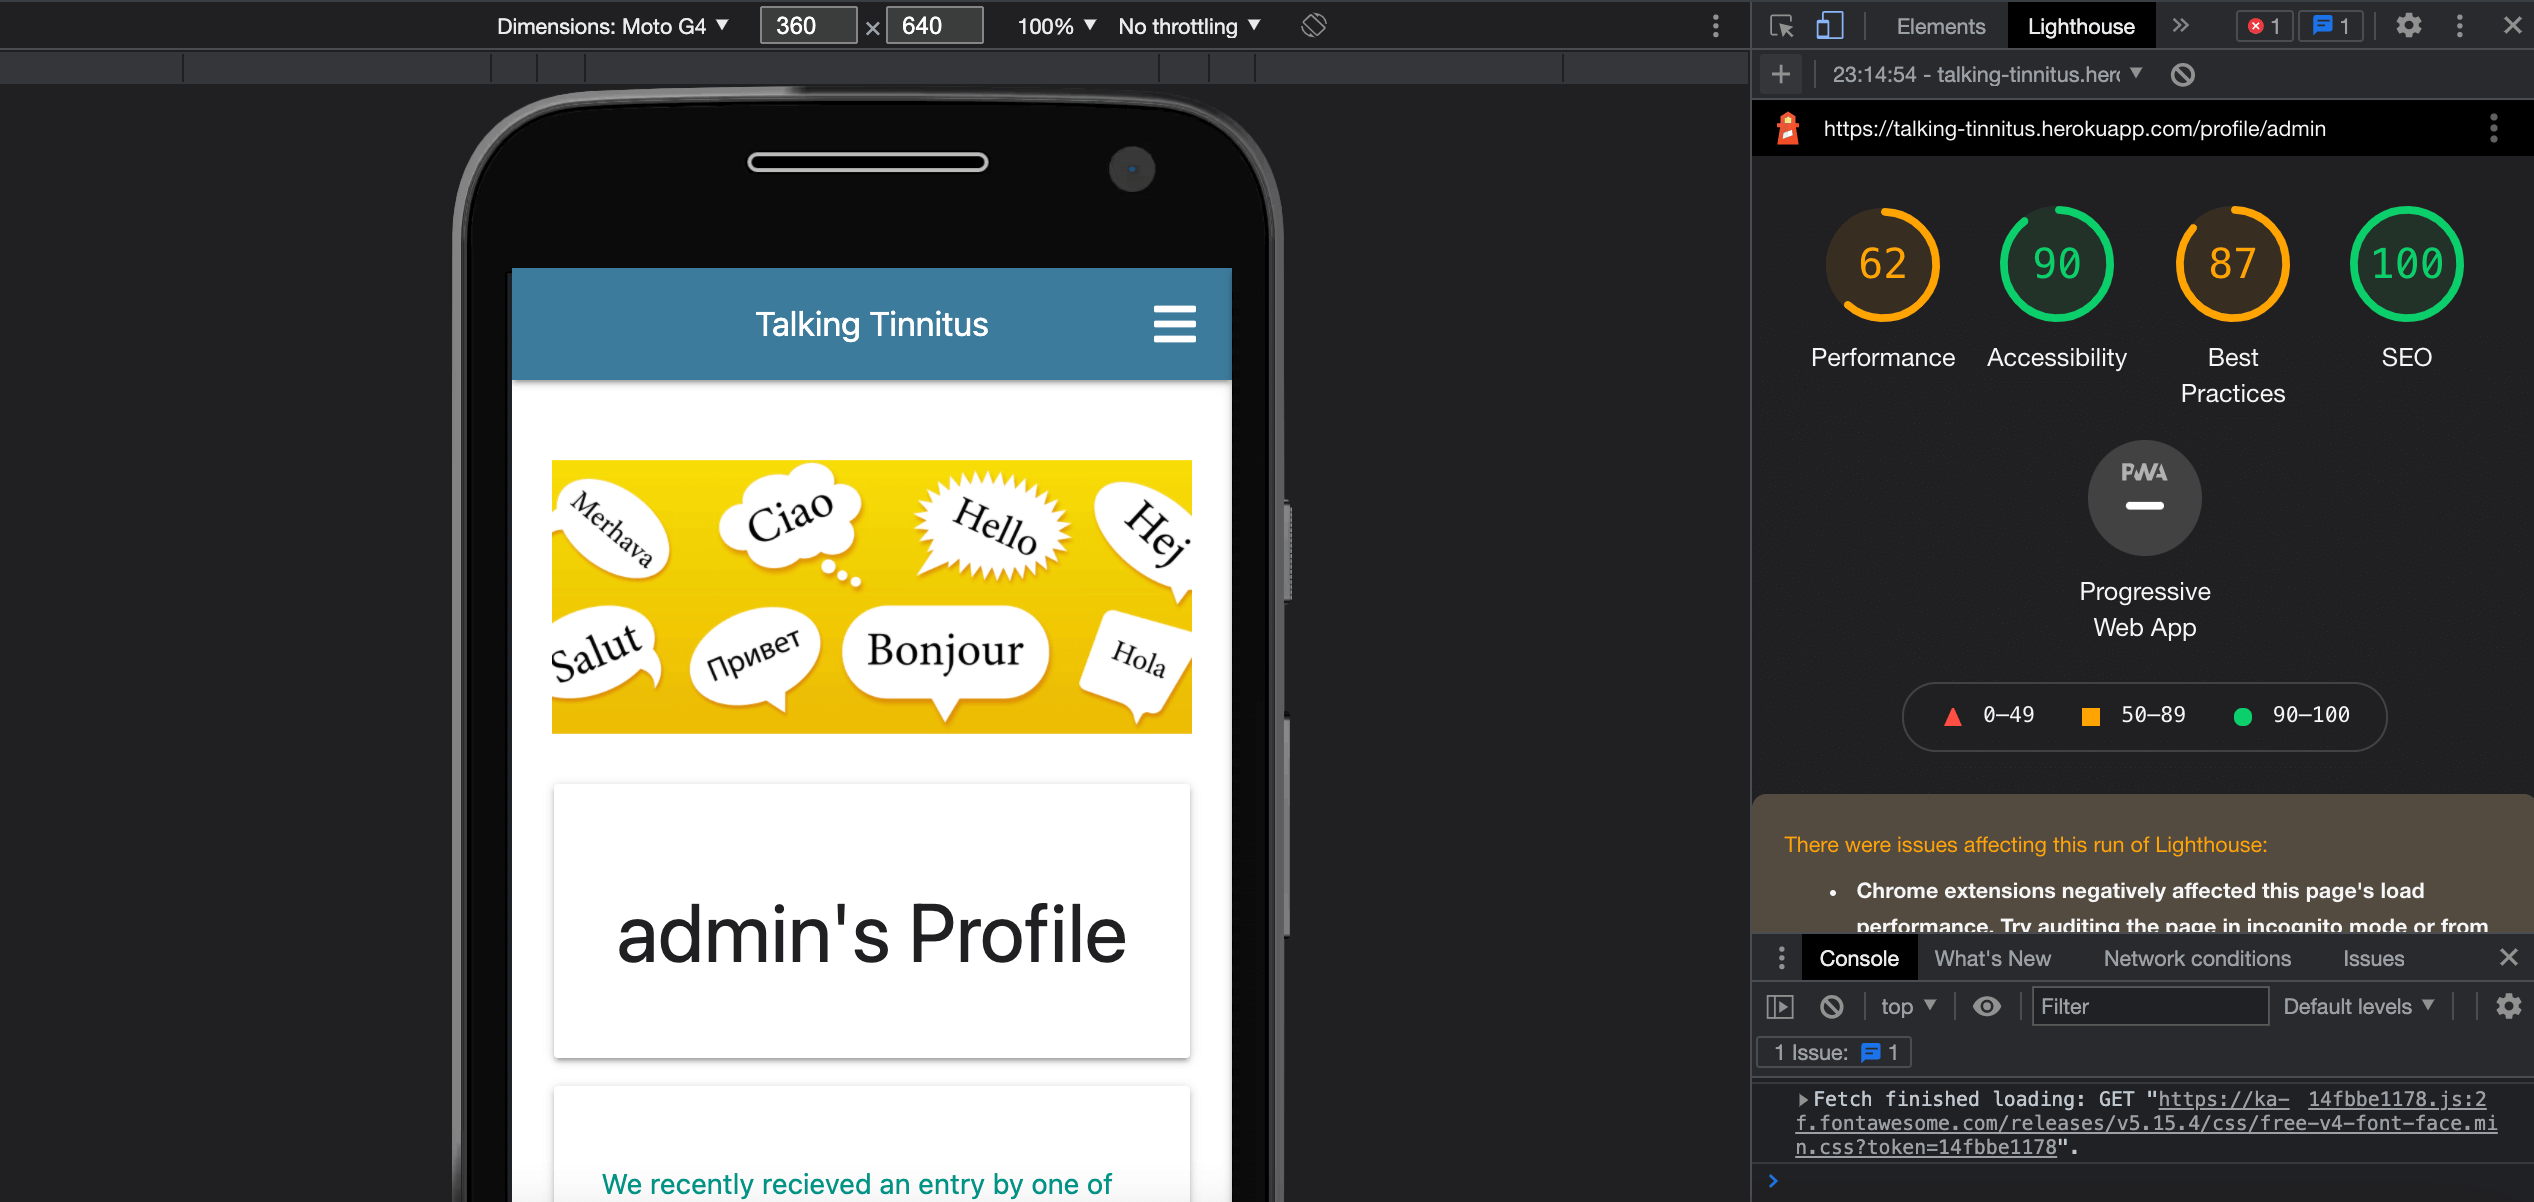 Dimensions: Moto G4 ▼ 360 × 640 100% ▼ No throttling ▼
Talking Tinnitus
Merhava
Ciao
Hello
Hej
Salut
Привет
Bonjour
Hola
admin's Profile
We recently recieved an entry by one of
Elements Lighthouse » 1 1
23:14:54 - talking-tinnitus.her
https://talking-tinnitus.herokuapp.com/profile/admin
62
Performance
90
Accessibility
87
Best
Practices
100
SEO
PWA
Progressive
Web App
0–49 50–89 90–100
There were issues affecting this run of Lighthouse:
• Chrome extensions negatively affected this page's load
performance. Try auditing the page in incognito mode or from
Console What's New Network conditions Issues
top ▼ Filter Default levels ▼
1 Issue: 1
Fetch finished loading: GET "https://ka- 14fbbe1178.js:2
f.fontawesome.com/releases/v5.15.4/css/free-v4-font-face.mi
n.css?token=14fbbe1178".